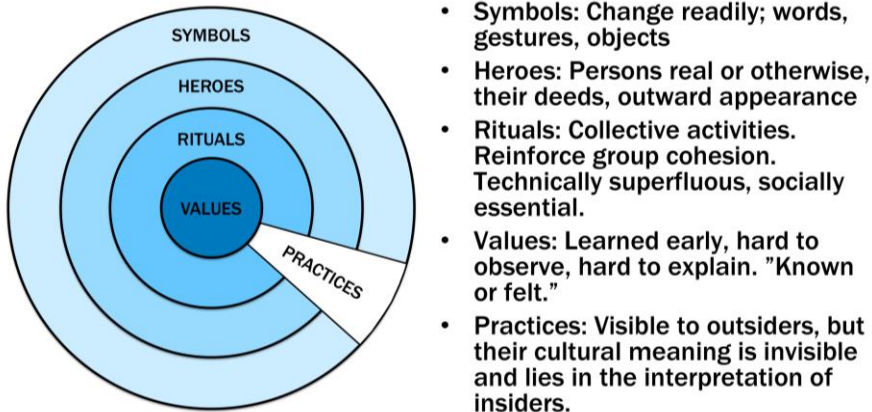 SYMBOLS
HEROES
RITUALS
VALUES
PRACTICES
• Symbols: Change readily; words,
gestures, objects
• Heroes: Persons real or otherwise,
their deeds, outward appearance
• Rituals: Collective activities.
Reinforce group cohesion.
Technically superfluous, socially
essential.
• Values: Learned early, hard to
observe, hard to explain. ”Known
or felt.”
• Practices: Visible to outsiders, but
their cultural meaning is invisible
and lies in the interpretation of
insiders.